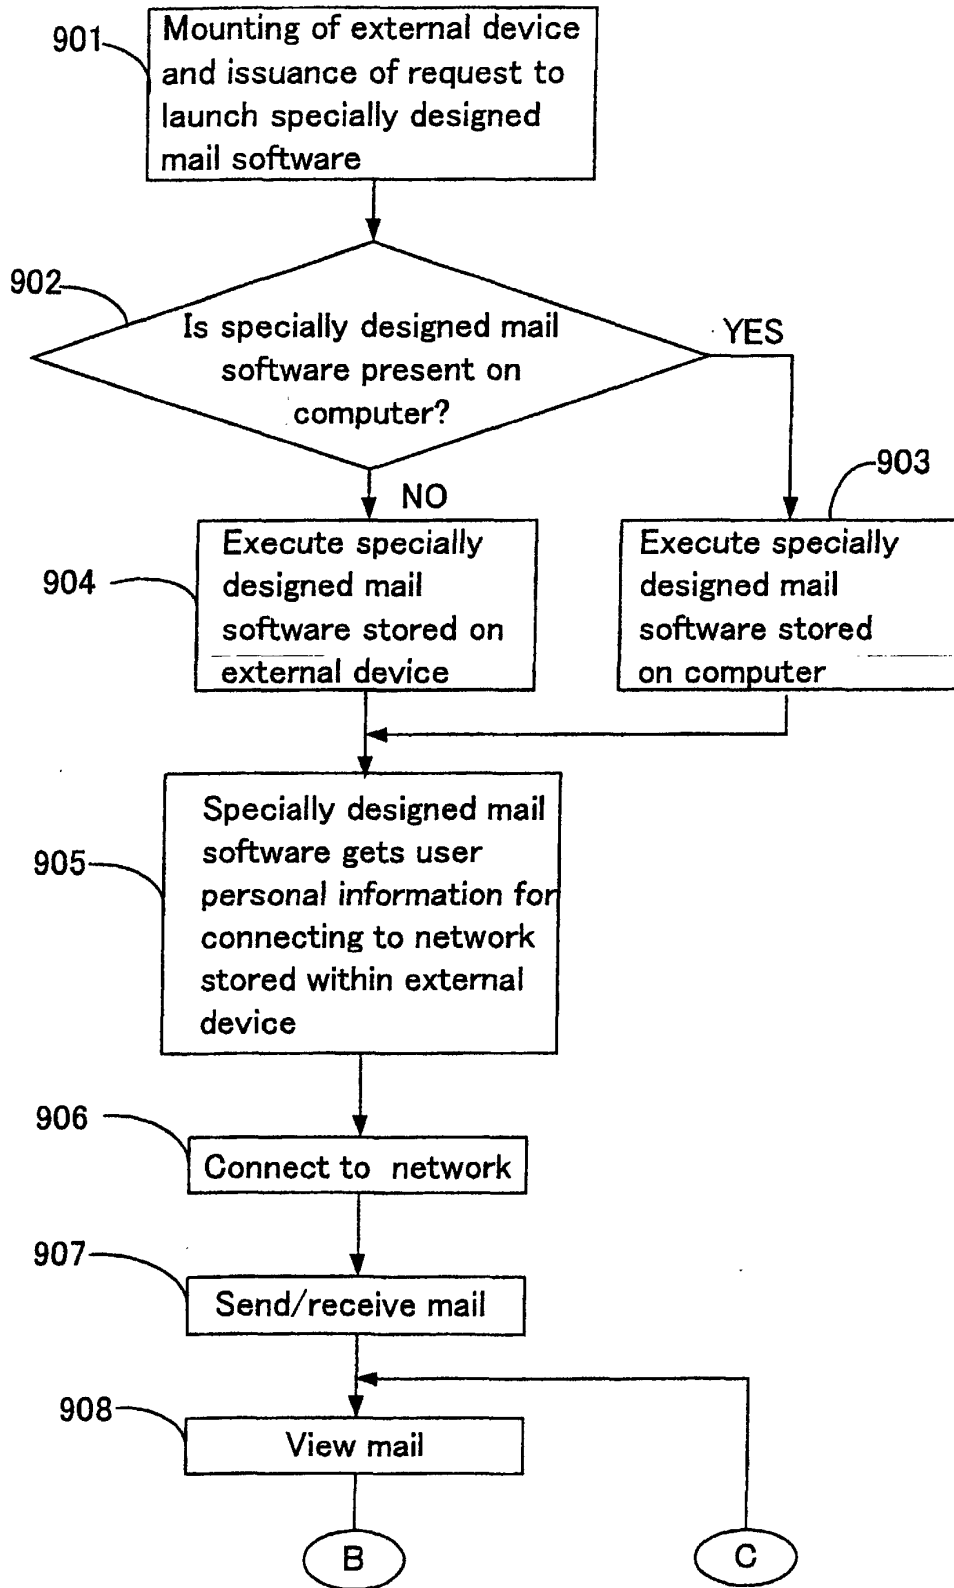 901
Mounting of external device
and issuance of request to
launch specially designed
mail software
902
Is specially designed mail
software present on
computer?
YES
NO
903
904
Execute specially
designed mail
software stored on
external device
Execute specially
designed mail
software stored
on computer
905
Specially designed mail
software gets user
personal information for
connecting to network
stored within external
device
906
Connect to network
907
Send/receive mail
908
View mail
B
C